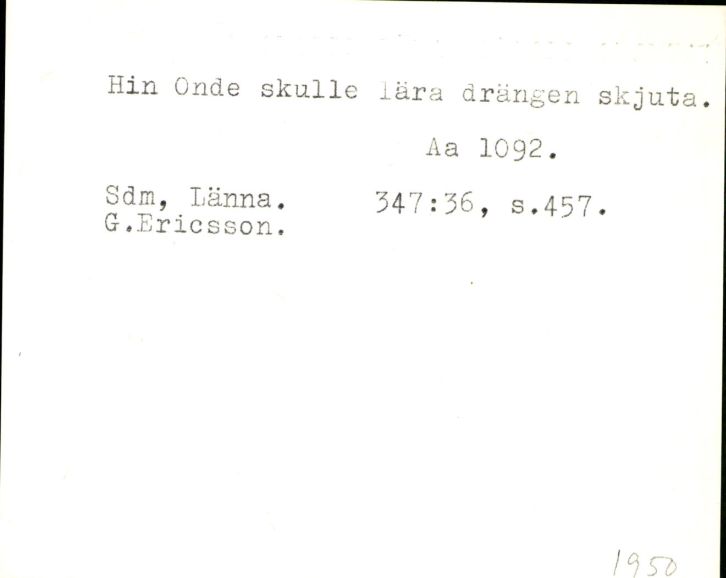 Hin Onde skulle lära drängen skjuta.
Aa 1092.
Sdm, Länna. 347:36, s.457.
G.Ericsson.
1950